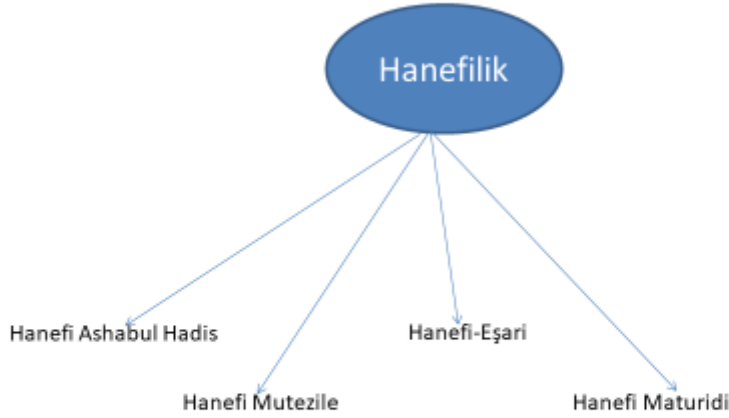 Hanefilik
Hanefi Ashabul Hadis
Hanefi-Eşari
Hanefi Mutezile
Hanefi Maturidi